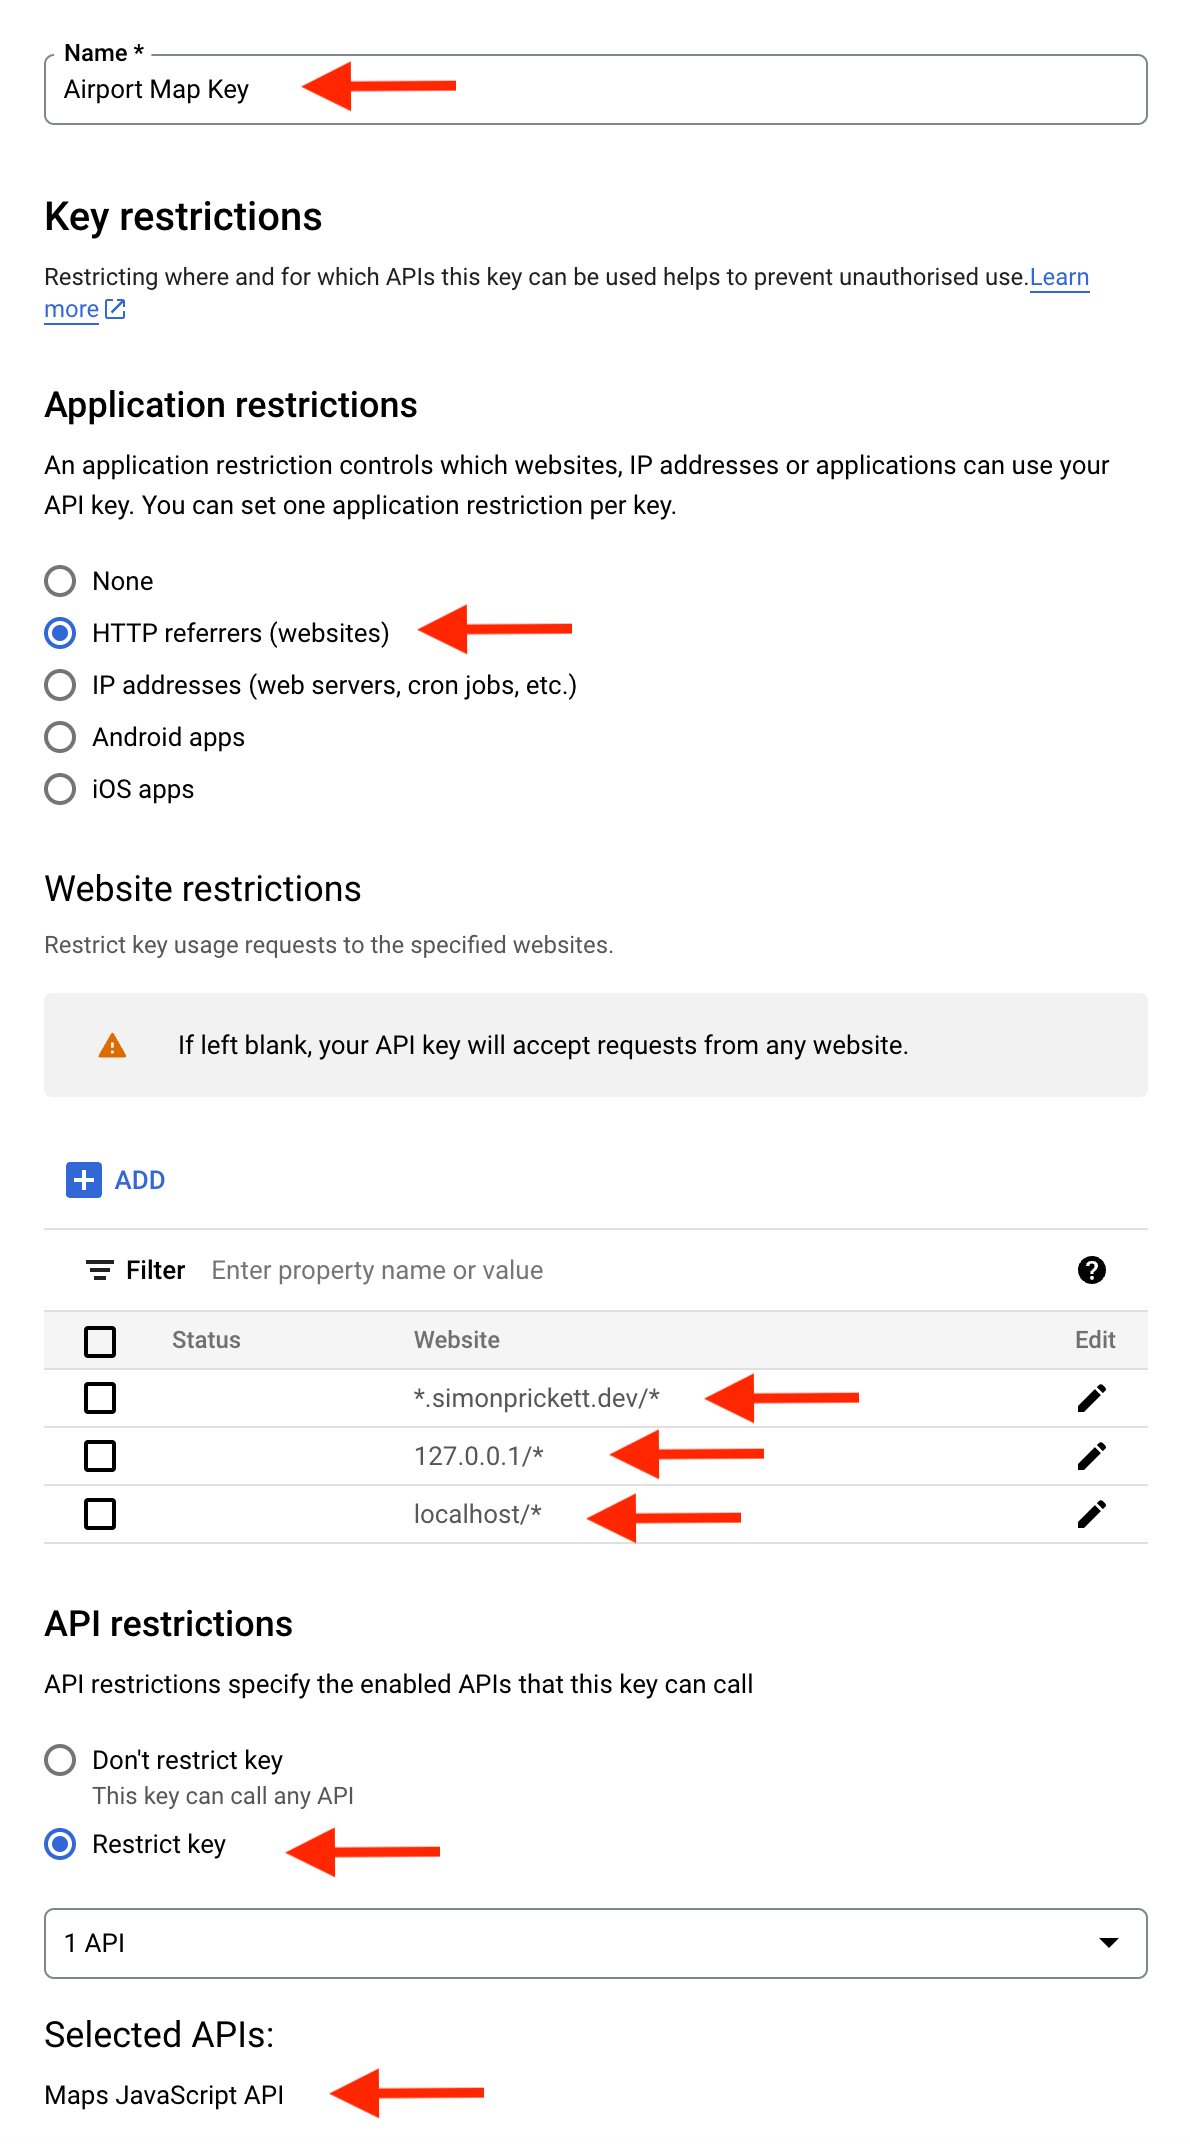 Name *
Airport Map Key
Key restrictions
Restricting where and for which APIs this key can be used helps to prevent unauthorised use.Learn
more
Application restrictions
An application restriction controls which websites, IP addresses or applications can use your
API key. You can set one application restriction per key.
None
HTTP referrers (websites)
IP addresses (web servers, cron jobs, etc.)
Android apps
iOS apps
Website restrictions
Restrict key usage requests to the specified websites.
If left blank, your API key will accept requests from any website.
ADD
Filter Enter property name or value
Status Website Edit
*.simonprickett.dev/*
127.0.0.1/*
localhost/*
API restrictions
API restrictions specify the enabled APIs that this key can call
Don't restrict key
This key can call any API
Restrict key
1 API
Selected APIs:
Maps JavaScript API